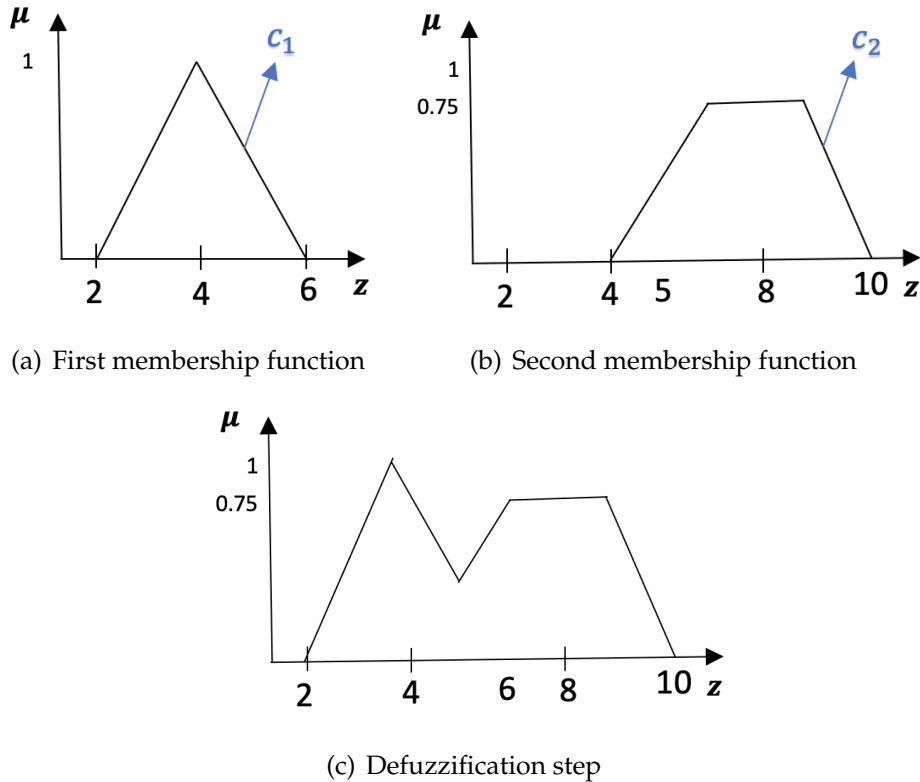 μ
c₁
1
2
4
6
z
(a) First membership function
μ
c₂
1
0.75
2
4
5
8
10
z
(b) Second membership function
μ
1
0.75
2
4
6
8
10
z
(c) Defuzzification step